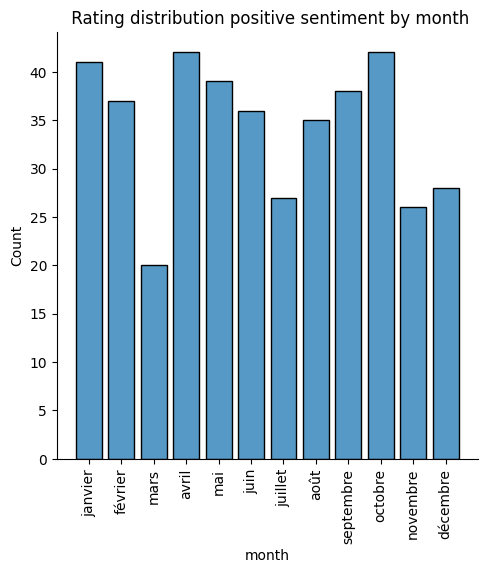 Rating distribution positive sentiment by month
Count
40
35
30
25
20
15
10
5
0
janvier
février
mars
avril
mai
juin
juillet
août
septembre
octobre
novembre
décembre
month